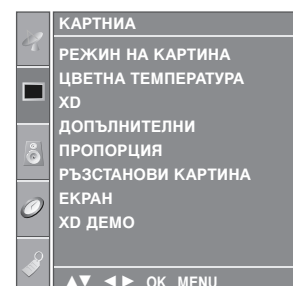 КАРТНИА
РЕЖИН НА КАРТИНА
ЦВЕТНА ТЕМПЕРАТУРА
XD
ДОПЪЛНИТЕЛНИ
ПРОПОРЦИЯ
РЪЗСТАНОВИ КАРТИНА
ЕКРАН
XD ДЕМО
▲▼ ◄► OK MENU